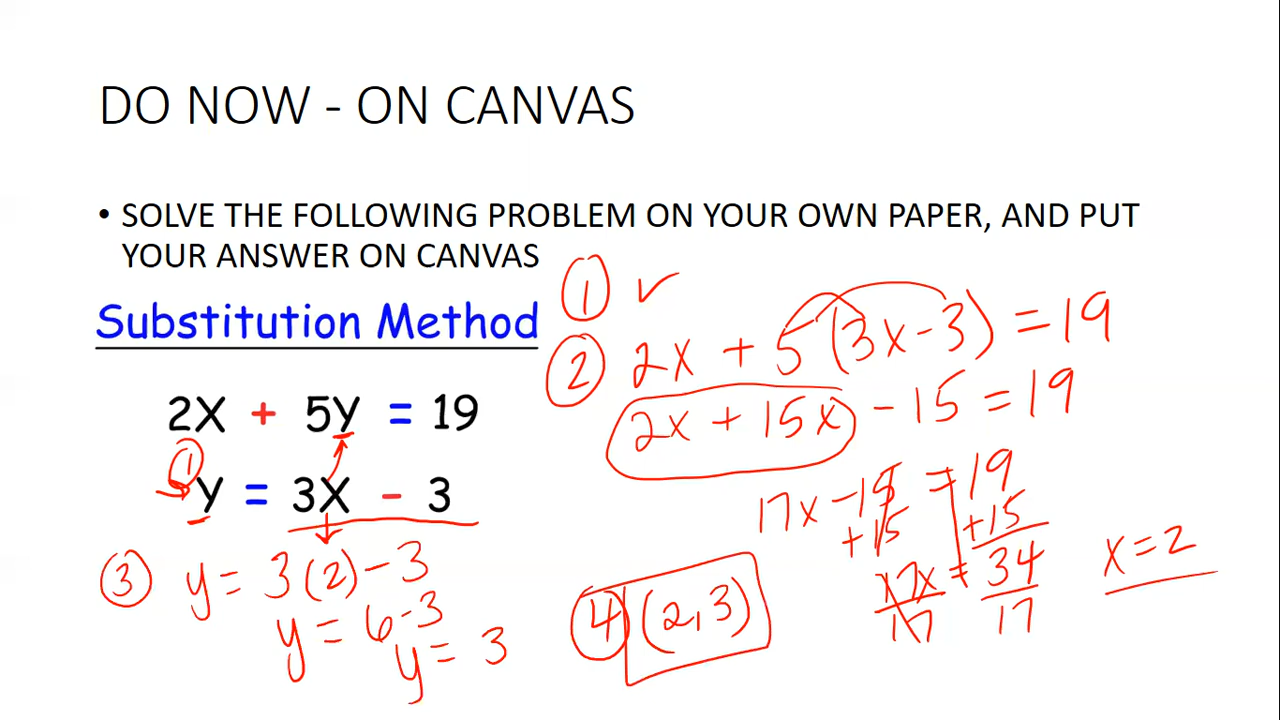 DO NOW - ON CANVAS
• SOLVE THE FOLLOWING PROBLEM ON YOUR OWN PAPER, AND PUT
YOUR ANSWER ON CANVAS
Substitution Method
2X + 5Y = 19
① Y = 3X - 3
① ✓
② 2x + 5(3x-3) = 19
2x + 15x - 15 = 19
17x - 15 = 19
+15 +15
17x = 34
17 17
x = 2
③ y = 3(2) - 3
y = 6-3
y = 3
④ (2,3)